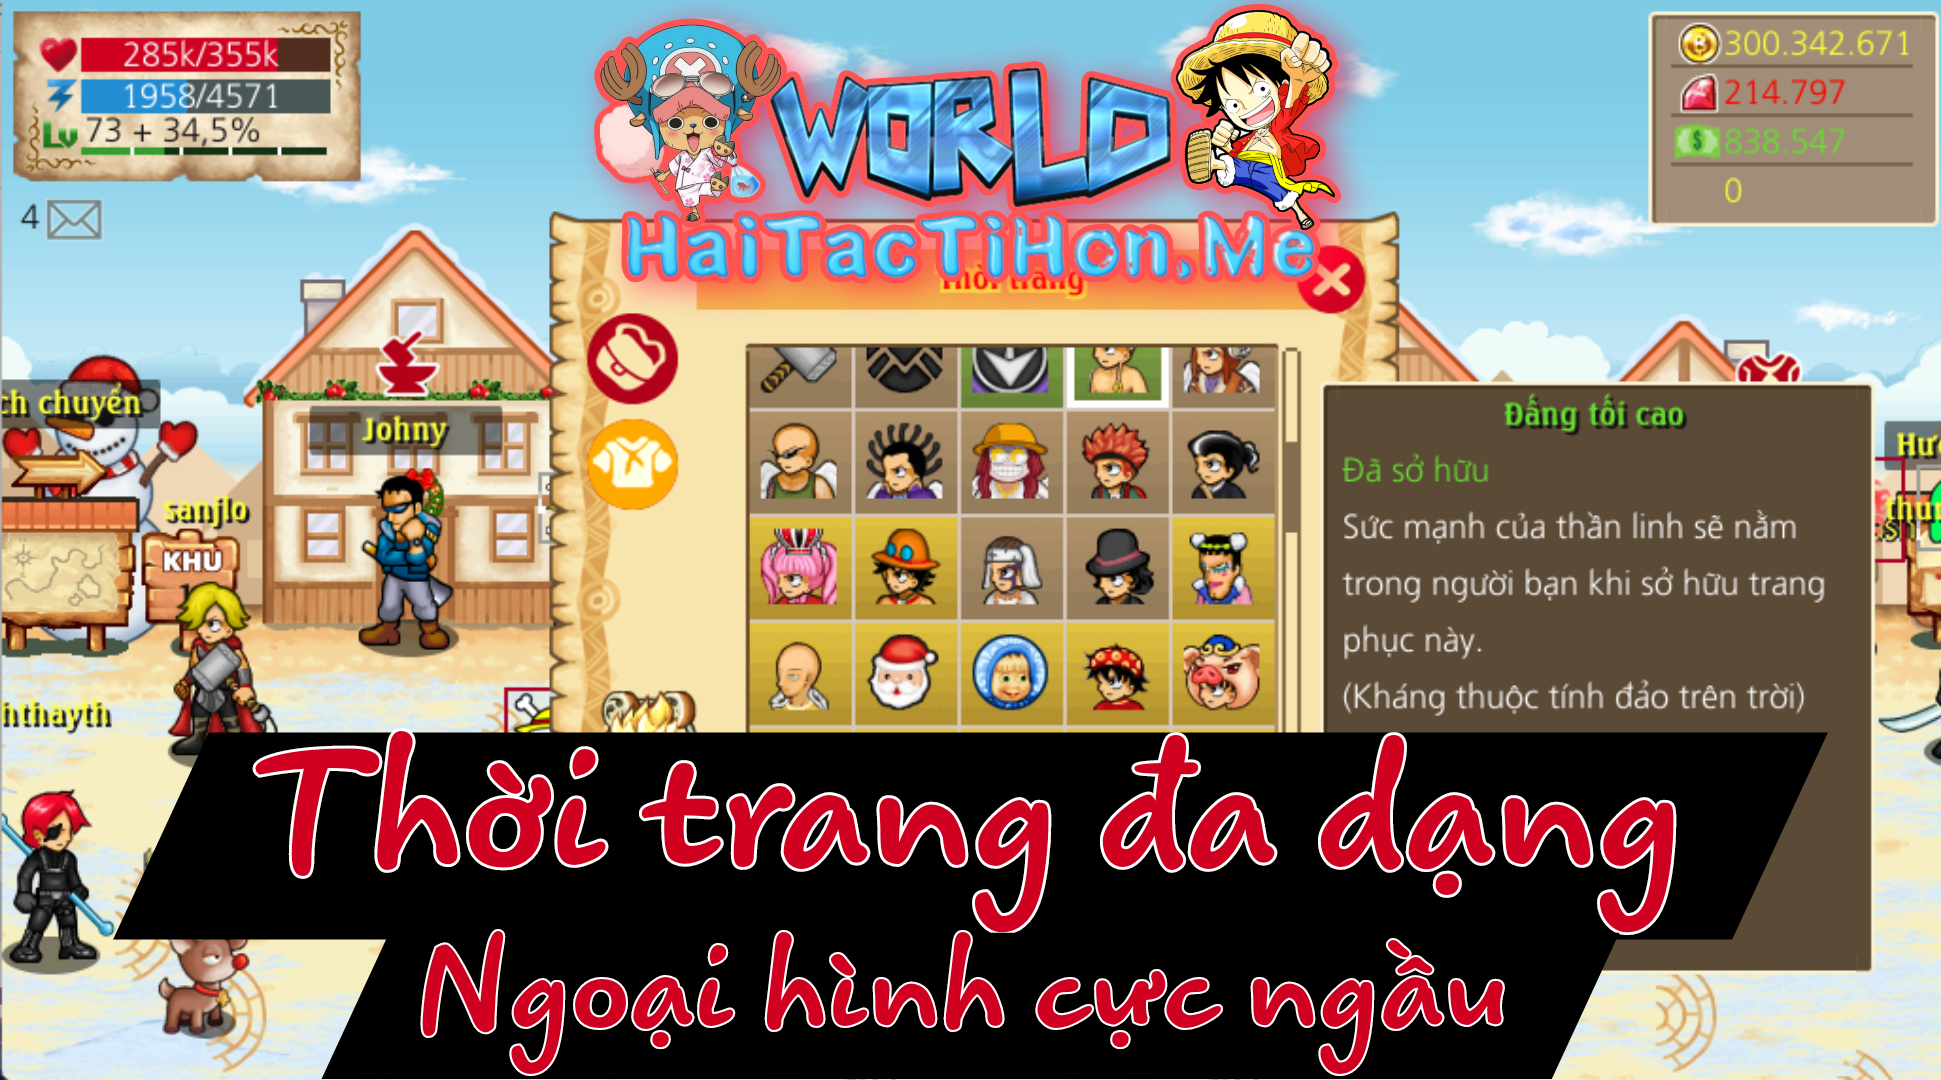 285k/355k
1958/4571
Lv 73 + 34,5%
4
WORLD
HaiTacTiHon.Me
300.342.671
214.797
838.547
0
Thời trang
ch chuyển
Johny
sanjlo
KHU
hthayth
Đấng tối cao
Đã sở hữu
Sức mạnh của thần linh sẽ nằm
trong người bạn khi sở hữu trang
phục này.
(Kháng thuộc tính đảo trên trời)
Thời trang đa dạng
Ngoại hình cực ngầu